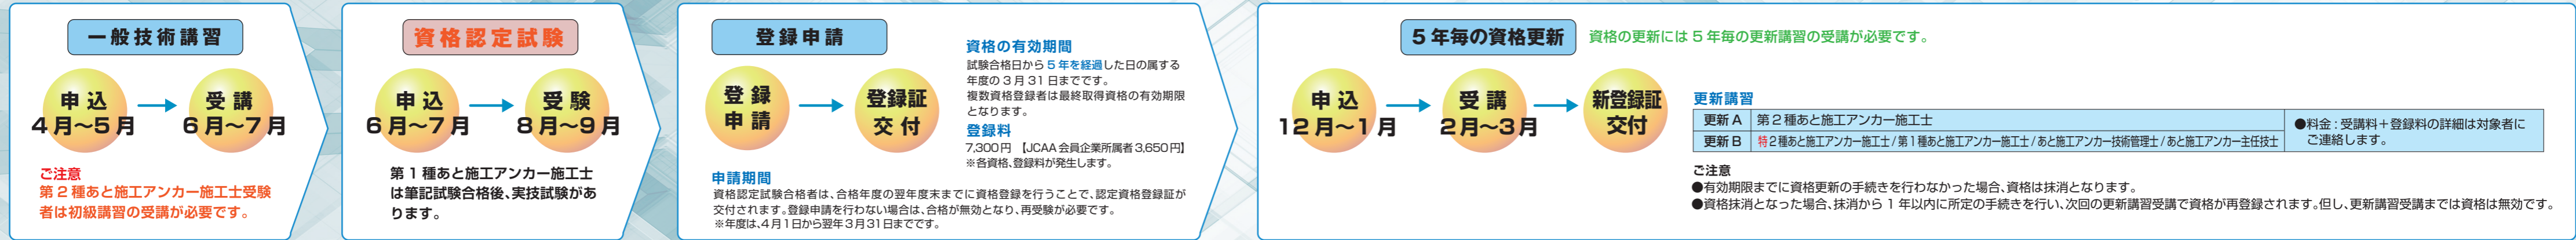 一般技術講習
申込
4月〜5月
受講
6月〜7月
ご注意
第2種あと施工アンカー施工士受験
者は初級講習の受講が必要です。
資格認定試験
申込
6月〜7月
受験
8月〜9月
第1種あと施工アンカー施工士
は筆記試験合格後、実技試験があ
ります。
登録申請
登録
申請
登録証
交付
資格の有効期間
試験合格日から5年を経過した日の属する
年度の3月31日までです。
複数資格登録者は最終取得資格の有効期限
となります。
登録料
7,300円 【JCAA会員企業所属者3,650円】
※各資格、登録料が発生します。
申請期間
資格認定試験合格者は、合格年度の翌年度末までに資格登録を行うことで、認定資格登録証が
交付されます。登録申請を行わない場合は、合格が無効となり、再受験が必要です。
※年度は、4月1日から翌年3月31日までです。
5年毎の資格更新 資格の更新には5年毎の更新講習の受講が必要です。
申込
12月〜1月
受講
2月〜3月
新登録証
交付
更新講習
更新A 第2種あと施工アンカー施工士
更新B 特2種あと施工アンカー施工士/第1種あと施工アンカー施工士/あと施工アンカー技術管理士/あと施工アンカー主任技士
●料金:受講料+登録料の詳細は対象者に
ご連絡します。
ご注意
●有効期限までに資格更新の手続きを行わなかった場合、資格は抹消となります。
●資格抹消となった場合、抹消から1年以内に所定の手続きを行い、次回の更新講習受講で資格が再登録されます。但し、更新講習受講までは資格は無効です。